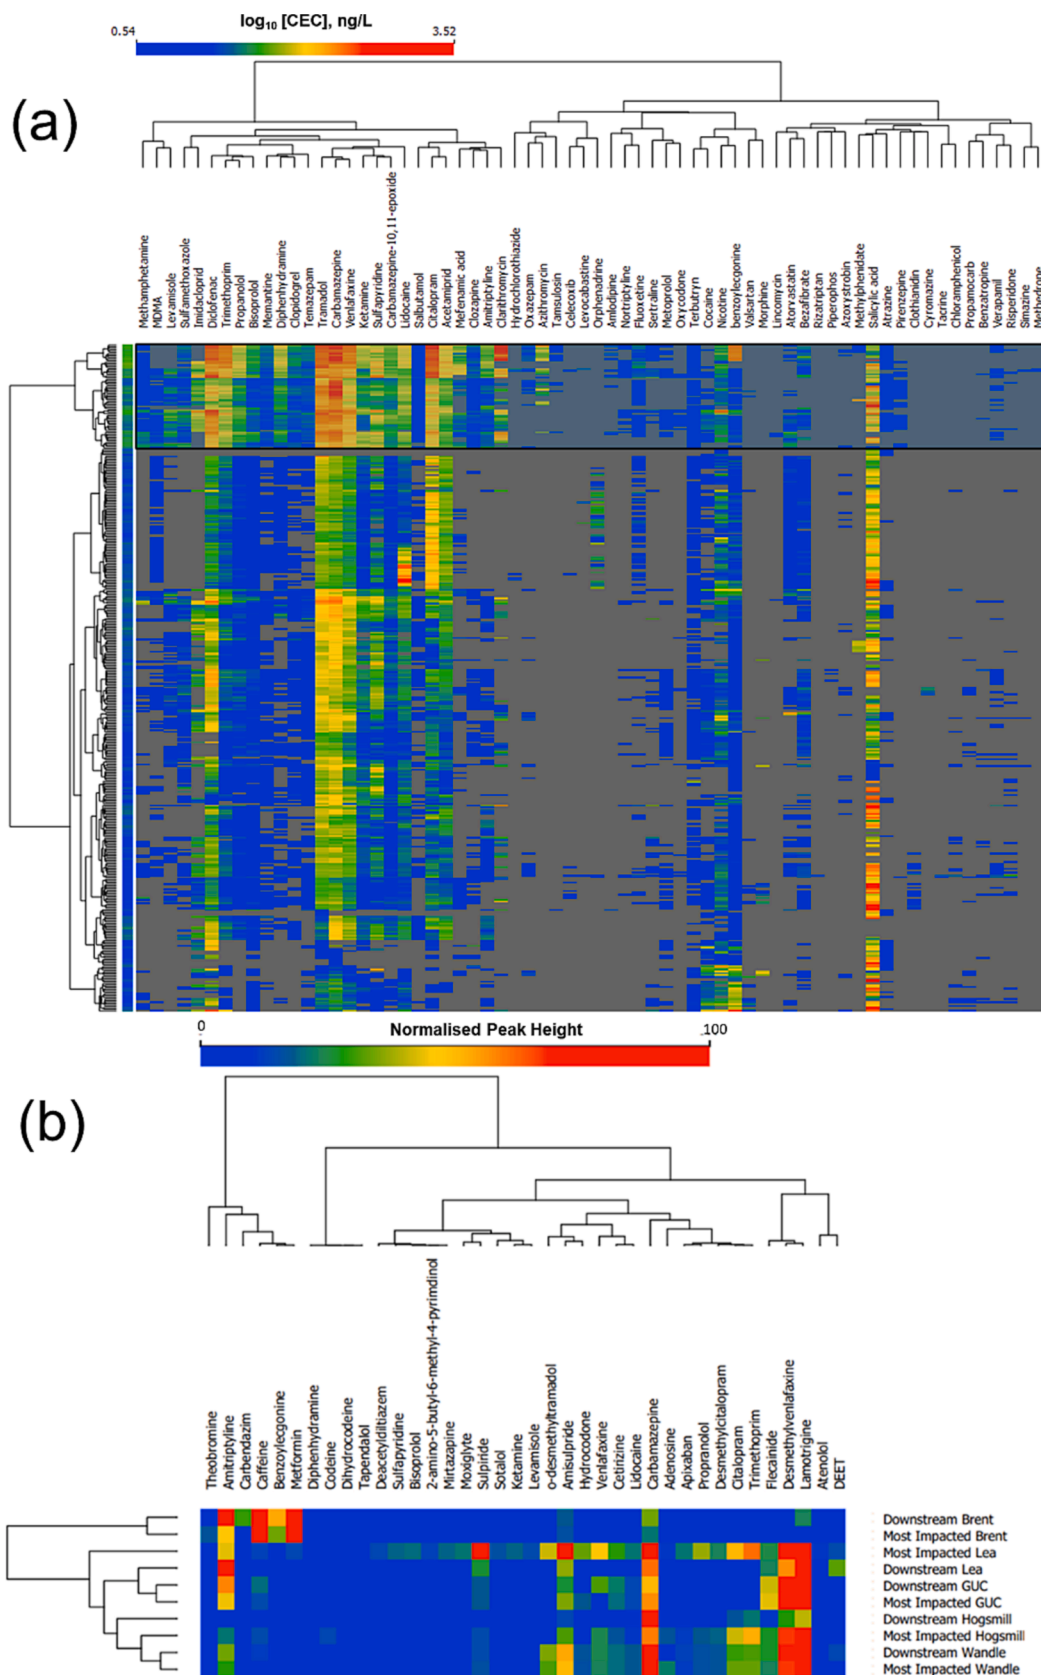 log₁₀ [CEC], ng/L
0.54
3.52
(a)
Methamphetamine
MDMA
Levamisole
Sulfamethoxazole
Imidacloprid
Diclofenac
Trimethoprim
Propanolol
Bisoprolol
Memantine
Diphenhydramine
Clopidogrel
Temazepam
Tramadol
Carbamazepine
Venlafaxine
Ketamine
Sulfapyridine
Carbamazepine-10,11-epoxide
Lidocaine
Salbutamol
Citalopram
Acetamiprid
Mefenamic acid
Clozapine
Amitriptyline
Clarithromycin
Hydrochlorothiazide
Oxazepam
Azithromycin
Tamsulosin
Celecoxib
Levocabastine
Orphenadrine
Amlodipine
Nortriptyline
Fluoxetine
Sertraline
Metoprolol
Oxycodone
Terbutryn
Cocaine
Nicotine
benzoylecgonine
Valsartan
Morphine
Lincomycin
Atorvastatin
Bezafibrate
Rizatriptan
Piperophos
Azoxystrobin
Methylphenidate
Salicylic acid
Atrazine
Pirenzepine
Clothianidin
Cyromazine
Tacrine
Chloramphenicol
Propamocarb
Benzatropine
Verapamil
Risperidone
Simazine
Methedrone
0
Normalised Peak Height
100
(b)
Theobromine
Amitriptyline
Carbendazim
Caffeine
Benzoylecgonine
Metformin
Diphenhydramine
Codeine
Dihydrocodeine
Tapendalol
Deacetyldiltiazem
Sulfapyridine
Bisoprolol
2-amino-5-butyl-6-methyl-4-pyrmdinol
Mirtazapine
Moxiglyte
Sulpiride
Sotalol
Ketamine
Levamisole
o-desmethyltramadol
Amisulpride
Hydrocodone
Venlafaxine
Cetrizine
Lidocaine
Carbamazepine
Adenosine
Apixaban
Propranolol
Desmethylcitalopram
Citalopram
Trimethoprim
Flecainide
Desmethylvenlafaxine
Lamotrigine
Atenolol
DEET
Downstream Brent
Most Impacted Brent
Most Impacted Lea
Downstream Lea
Downstream GUC
Most Impacted GUC
Downstream Hogsmill
Most Impacted Hogsmill
Downstream Wandle
Most Impacted Wandle